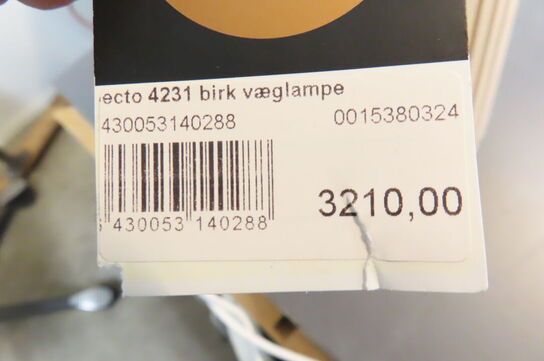 ecto 4231 birk væglampe
430053140288 0015380324
3210,00
430053 140288